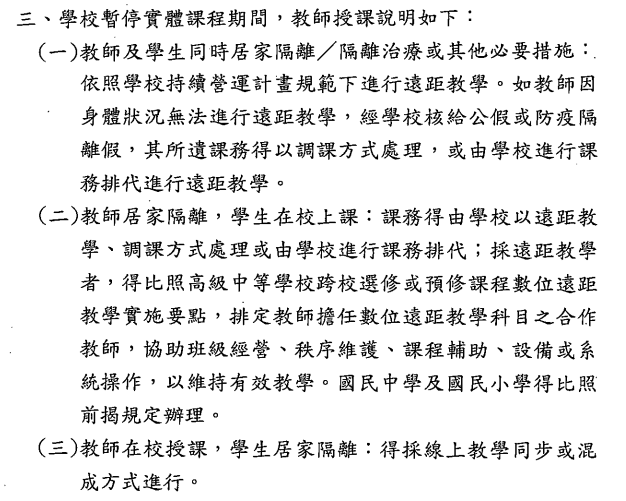 三、學校暫停實體課程期間，教師授課說明如下：
(一)教師及學生同時居家隔離／隔離治療或其他必要措施：
依照學校持續營運計畫規範下進行遠距教學。如教師因
身體狀況無法進行遠距教學，經學校核給公假或防疫隔
離假，其所遺課務得以調課方式處理，或由學校進行課
務排代進行遠距教學。
(二)教師居家隔離，學生在校上課：課務得由學校以遠距教
學、調課方式處理或由學校進行課務排代；採遠距教學
者，得比照高級中等學校跨校選修或預修課程數位遠距
教學實施要點，排定教師擔任數位遠距教學科目之合作
教師，協助班級經營、秩序維護、課程輔助、設備或系
統操作，以維持有效教學。國民中學及國民小學得比照
前揭規定辦理。
(三)教師在校授課，學生居家隔離：得採線上教學同步或混
成方式進行。